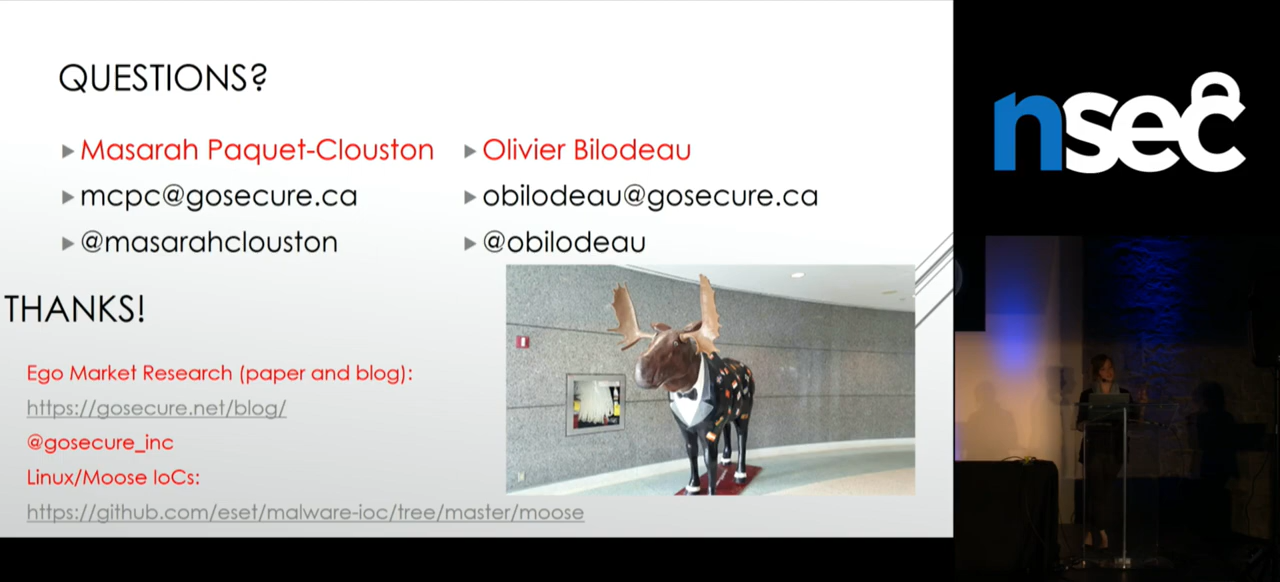 QUESTIONS?
Masarah Paquet-Clouston
mcpc@gosecure.ca
@masarahclouston
Olivier Bilodeau
obilodeau@gosecure.ca
@obilodeau
THANKS!
Ego Market Research (paper and blog):
https://gosecure.net/blog/
@gosecure_inc
Linux/Moose IoCs:
https://github.com/eset/malware-ioc/tree/master/moose
nsec